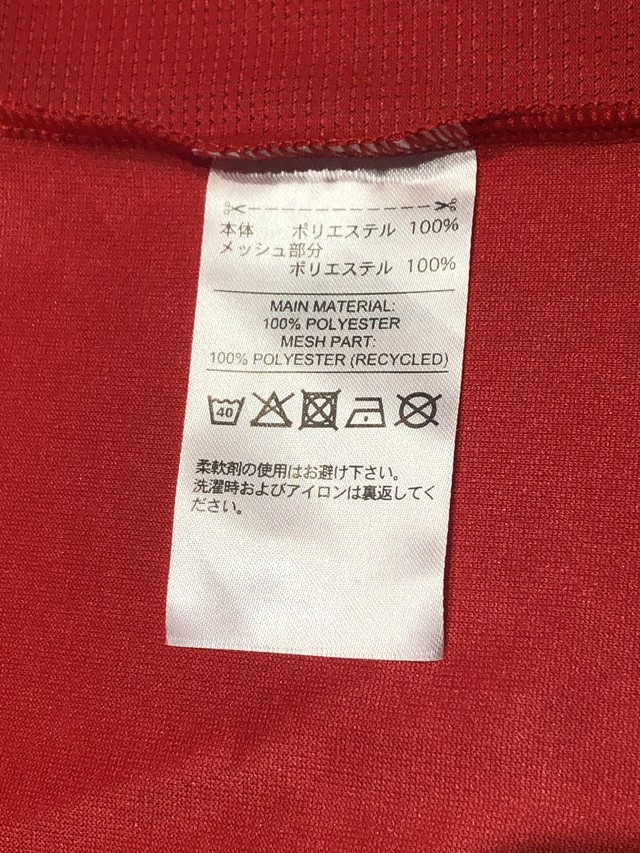 本体 ポリエステル 100%
メッシュ部分
ポリエステル 100%
MAIN MATERIAL:
100% POLYESTER
MESH PART:
100% POLYESTER (RECYCLED)
40
柔軟剤の使用はお避け下さい。
洗濯時およびアイロンは裏返してく
ださい。